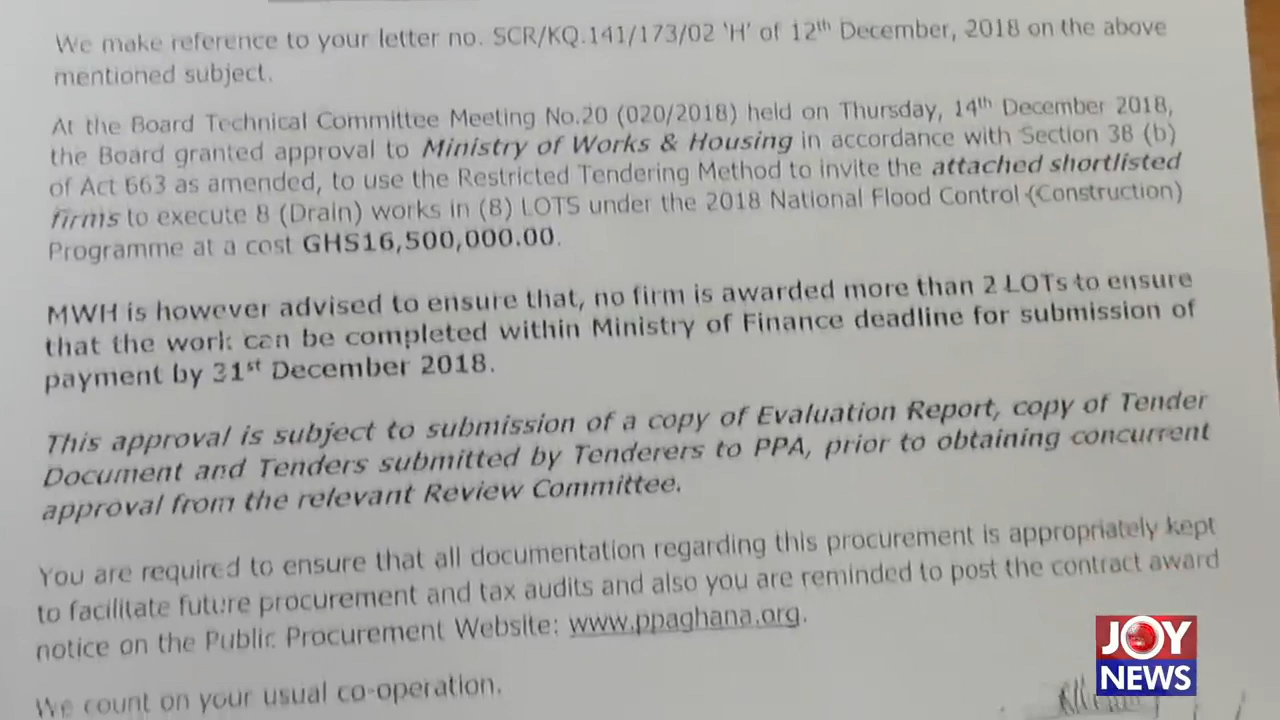 We make reference to your letter no. SCR/KQ.141/173/02 'H' of 12th December, 2018 on the above
mentioned subject.
At the Board Technical Committee Meeting No.20 (020/2018) held on Thursday, 14th December 2018,
the Board granted approval to Ministry of Works & Housing in accordance with Section 38 (b)
of Act 663 as amended, to use the Restricted Tendering Method to invite the attached shortlisted
firms to execute 8 (Drain) works in (8) LOTS under the 2018 National Flood Control (Construction)
Programme at a cost GHS16,500,000.00.
MWH is however advised to ensure that, no firm is awarded more than 2 LOTs to ensure
that the work can be completed within Ministry of Finance deadline for submission of
payment by 31st December 2018.
This approval is subject to submission of a copy of Evaluation Report, copy of Tender
Document and Tenders submitted by Tenderers to PPA, prior to obtaining concurrent
approval from the relevant Review Committee.
You are required to ensure that all documentation regarding this procurement is appropriately kept
to facilitate future procurement and tax audits and also you are reminded to post the contract award
notice on the Public Procurement Website: www.ppaghana.org.
We count on your usual co-operation.
JOY
NEWS